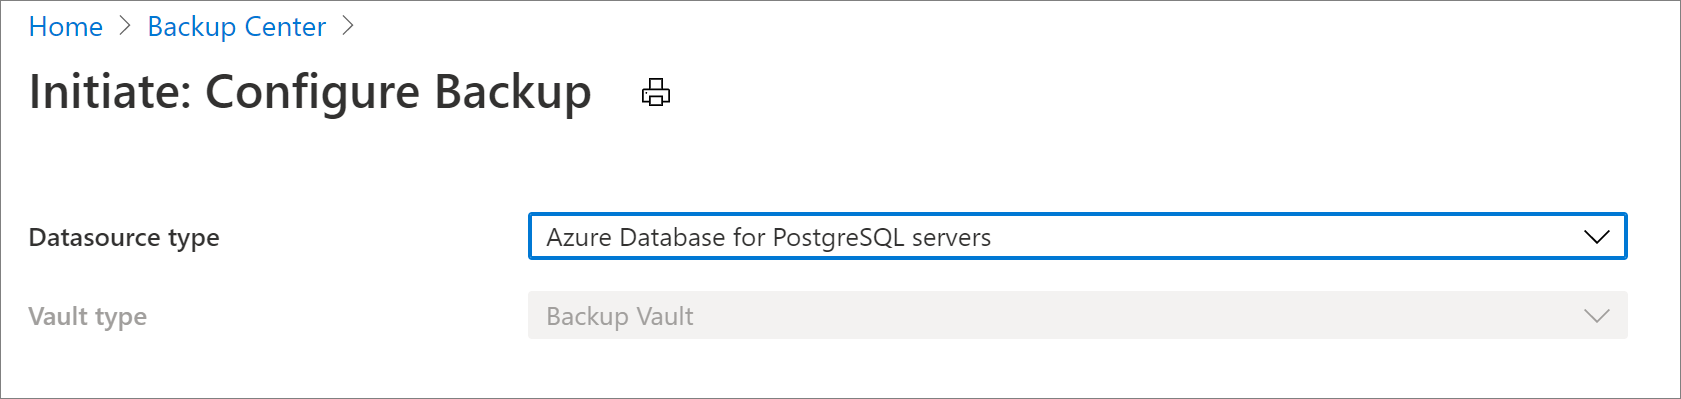 Home > Backup Center >
Initiate: Configure Backup
Datasource type Azure Database for PostgreSQL servers
Vault type Backup Vault